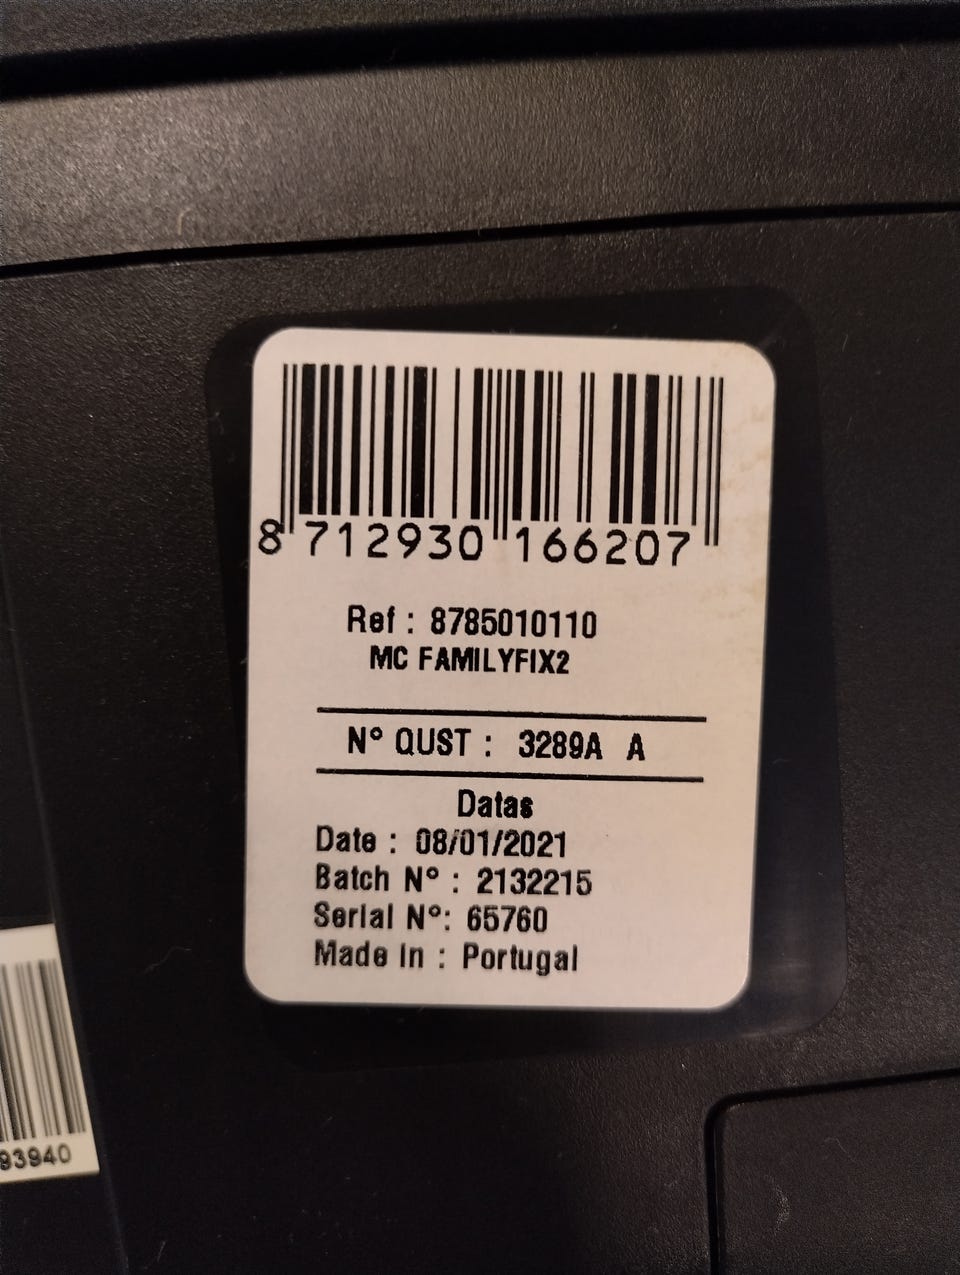 8 712930 166207
Ref : 8785010110
MC FAMILYFIX2
N° QUST : 3289A A
Datas
Date : 08/01/2021
Batch N° : 2132215
Serial N°: 65760
Made in : Portugal
93940